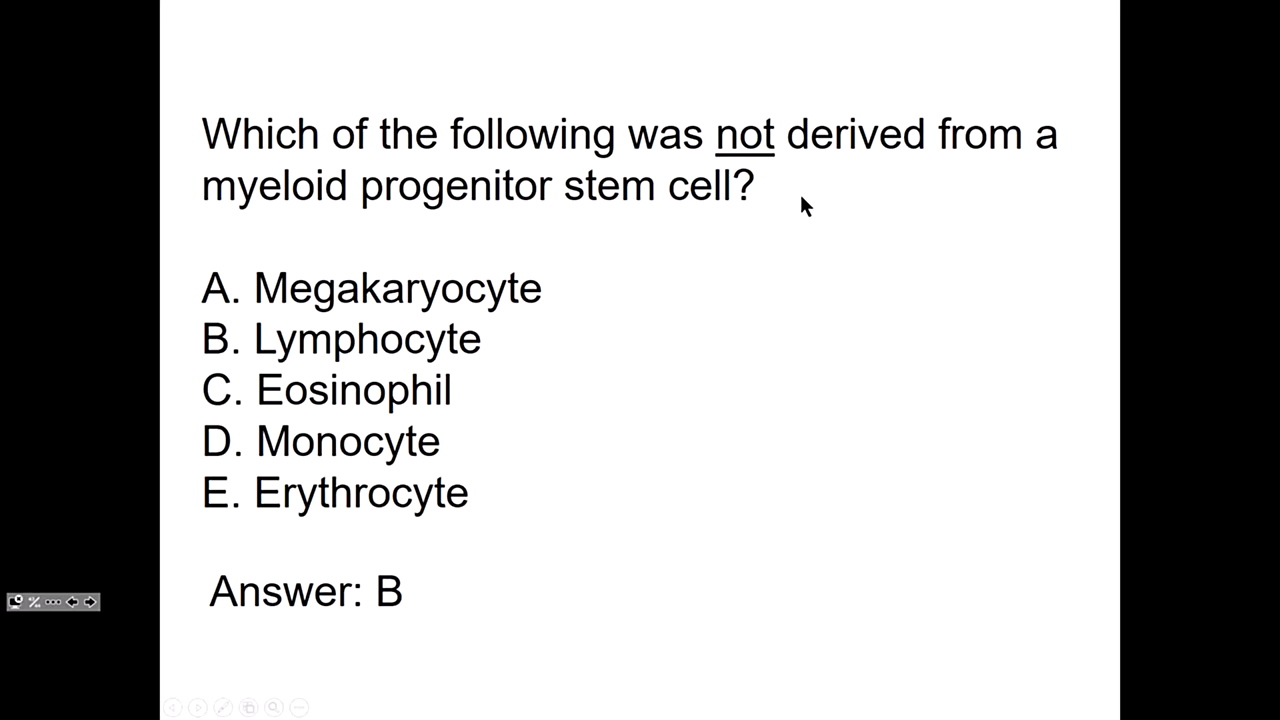 Which of the following was not derived from a
myeloid progenitor stem cell?
A. Megakaryocyte
B. Lymphocyte
C. Eosinophil
D. Monocyte
E. Erythrocyte
Answer: B